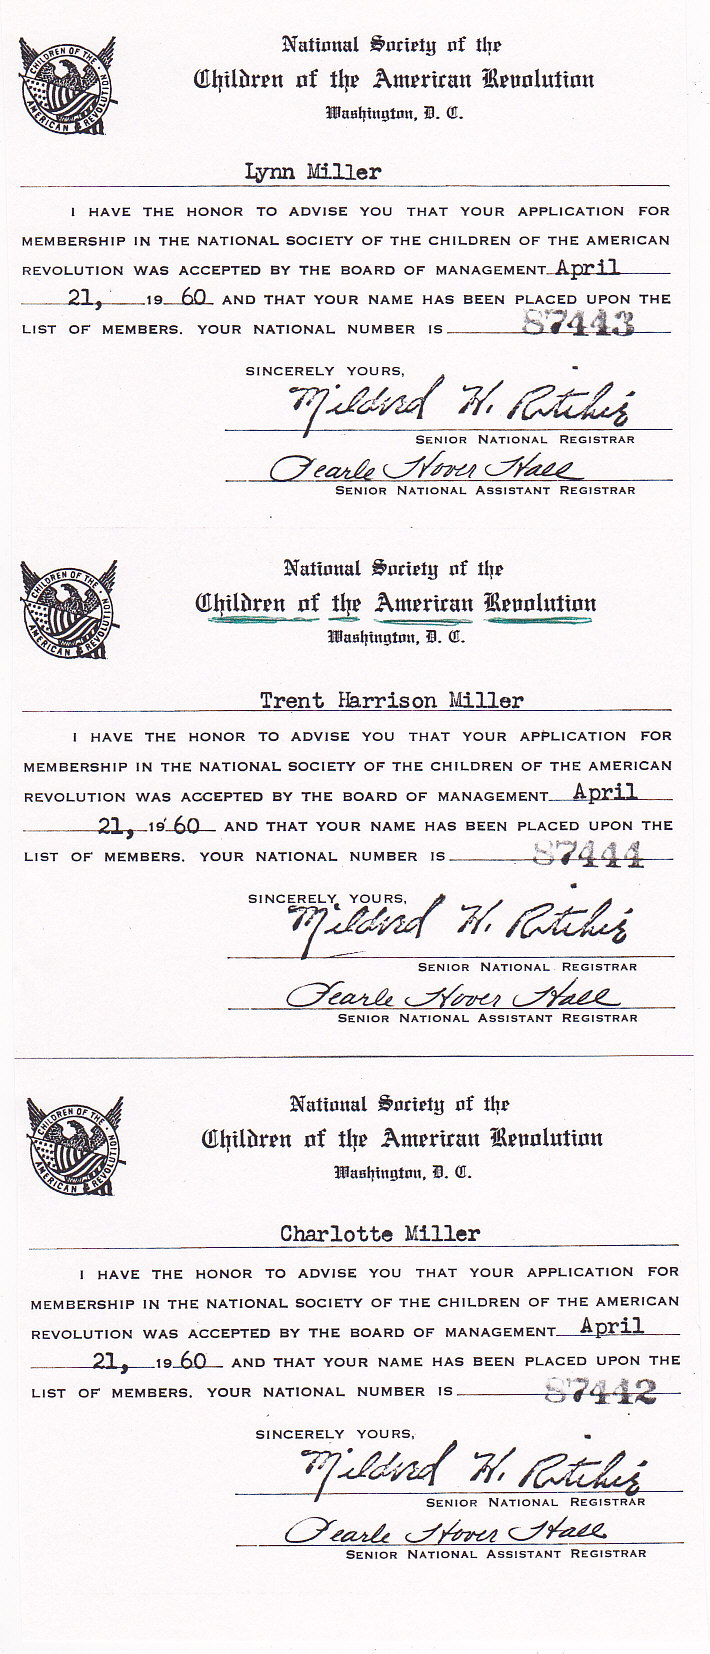 CHILDREN OF THE AMERICAN REVOLUTION
National Society of the
Children of the American Revolution
Washington, D. C.
Lynn Miller
I HAVE THE HONOR TO ADVISE YOU THAT YOUR APPLICATION FOR
MEMBERSHIP IN THE NATIONAL SOCIETY OF THE CHILDREN OF THE AMERICAN
REVOLUTION WAS ACCEPTED BY THE BOARD OF MANAGEMENT April
21, 19 60 AND THAT YOUR NAME HAS BEEN PLACED UPON THE
LIST OF MEMBERS. YOUR NATIONAL NUMBER IS 87443
SINCERELY YOURS,
Mildred H. Ritchie
SENIOR NATIONAL REGISTRAR
Pearle Hover Hall
SENIOR NATIONAL ASSISTANT REGISTRAR
CHILDREN OF THE AMERICAN REVOLUTION
National Society of the
Children of the American Revolution
Washington, D. C.
Trent Harrison Miller
I HAVE THE HONOR TO ADVISE YOU THAT YOUR APPLICATION FOR
MEMBERSHIP IN THE NATIONAL SOCIETY OF THE CHILDREN OF THE AMERICAN
REVOLUTION WAS ACCEPTED BY THE BOARD OF MANAGEMENT April
21, 19 60 AND THAT YOUR NAME HAS BEEN PLACED UPON THE
LIST OF MEMBERS. YOUR NATIONAL NUMBER IS 87444
SINCERELY YOURS,
Mildred H. Ritchie
SENIOR NATIONAL REGISTRAR
Pearle Hover Hall
SENIOR NATIONAL ASSISTANT REGISTRAR
CHILDREN OF THE AMERICAN REVOLUTION
National Society of the
Children of the American Revolution
Washington, D. C.
Charlotte Miller
I HAVE THE HONOR TO ADVISE YOU THAT YOUR APPLICATION FOR
MEMBERSHIP IN THE NATIONAL SOCIETY OF THE CHILDREN OF THE AMERICAN
REVOLUTION WAS ACCEPTED BY THE BOARD OF MANAGEMENT April
21, 19 60 AND THAT YOUR NAME HAS BEEN PLACED UPON THE
LIST OF MEMBERS. YOUR NATIONAL NUMBER IS 87442
SINCERELY YOURS,
Mildred H. Ritchie
SENIOR NATIONAL REGISTRAR
Pearle Hover Hall
SENIOR NATIONAL ASSISTANT REGISTRAR